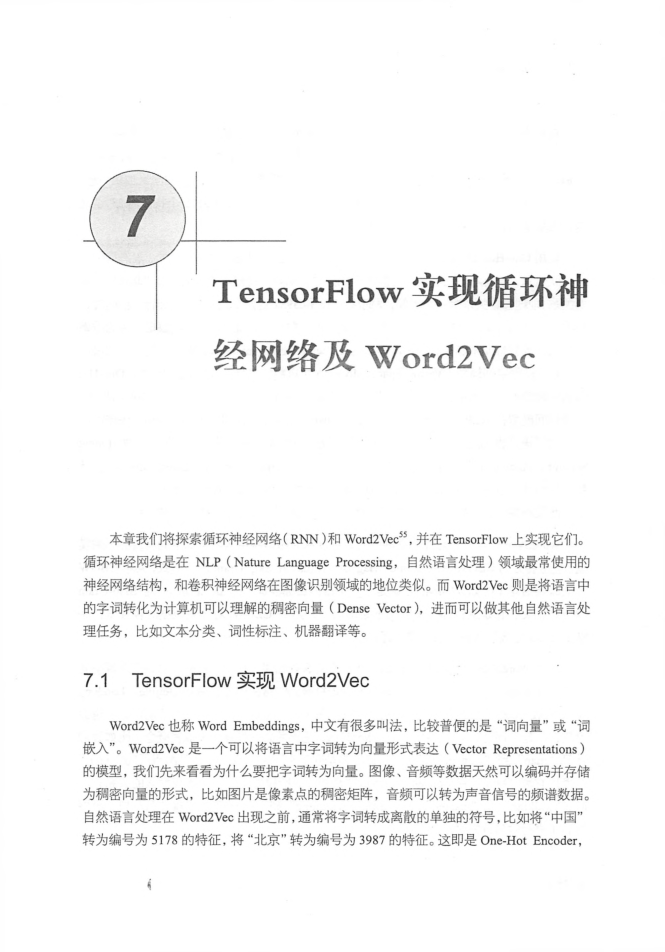 7
TensorFlow 实现循环神
经网络及 Word2Vec
本章我们将探索循环神经网络(RNN)和 Word2Vec55,并在 TensorFlow 上实现它们。
循环神经网络是在 NLP(Nature Language Processing,自然语言处理)领域最常使用的
神经网络结构,和卷积神经网络在图像识别领域的地位类似。而 Word2Vec 则是将语言中
的字词转化为计算机可以理解的稠密向量(Dense Vector),进而可以做其他自然语言处
理任务,比如文本分类、词性标注、机器翻译等。
7.1 TensorFlow 实现 Word2Vec
Word2Vec 也称 Word Embeddings,中文有很多叫法,比较普便的是“词向量”或“词
嵌入”。Word2Vec 是一个可以将语言中字词转为向量形式表达(Vector Representations)
的模型,我们先来看看为什么要把字词转为向量。图像、音频等数据天然可以编码并存储
为稠密向量的形式,比如图片是像素点的稠密矩阵,音频可以转为声音信号的频谱数据。
自然语言处理在 Word2Vec 出现之前,通常将字词转成离散的单独的符号,比如将“中国”
转为编号为 5178 的特征,将“北京”转为编号为 3987 的特征。这即是 One-Hot Encoder,